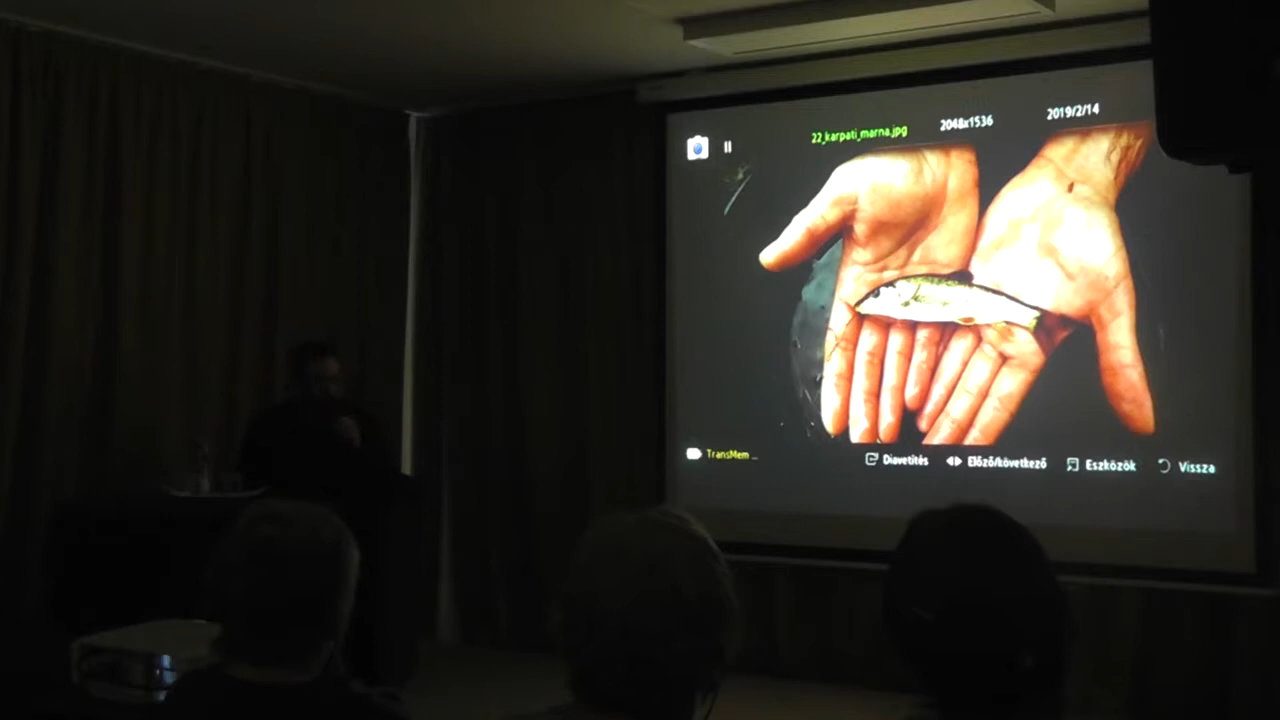 22_karpati_marna.jpg 2048x1536 2019/2/14
TransMem ... Diavetítés Előző/következő Eszközök Vissza